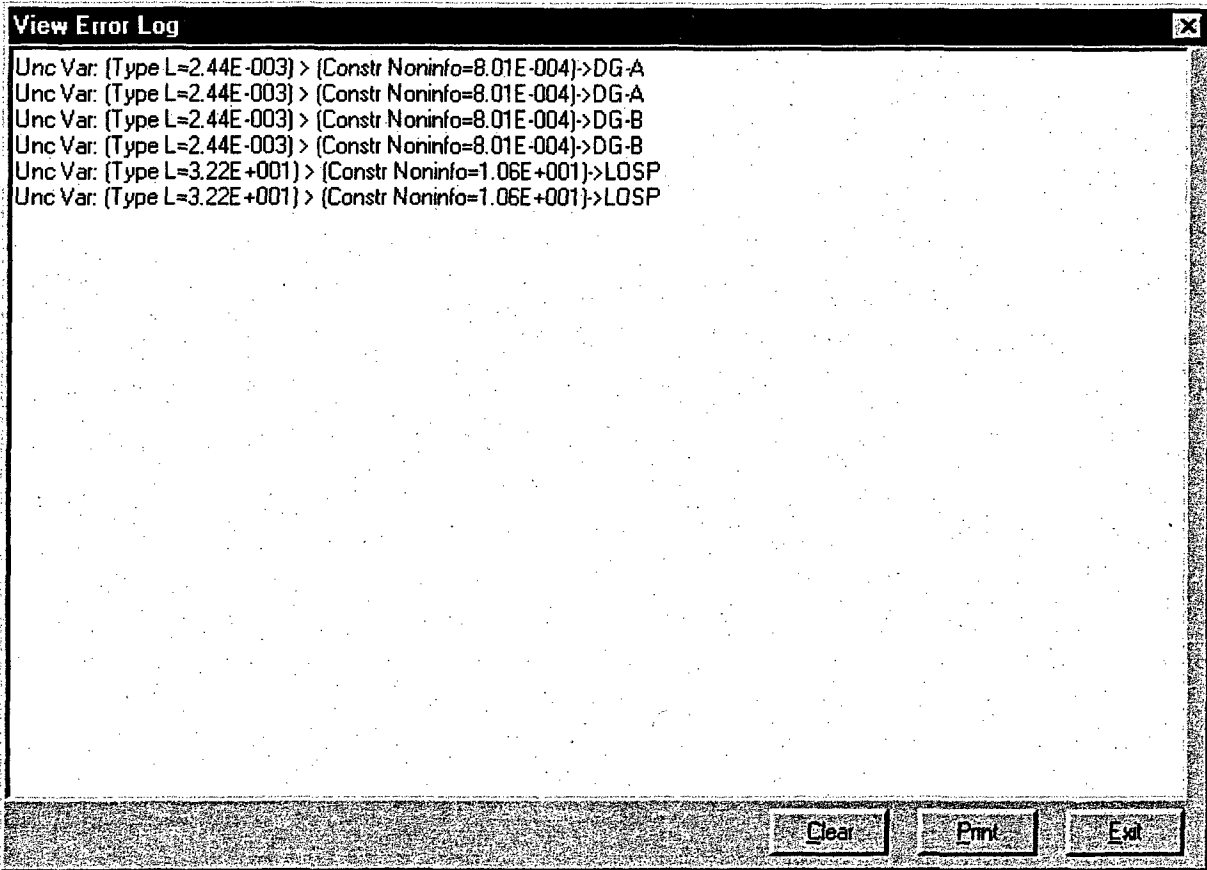 View Error Log
Unc Var: (Type L=2.44E-003) > (Constr Noninfo=8.01E-004)->DG-A
Unc Var: (Type L=2.44E-003) > (Constr Noninfo=8.01E-004)->DG-A
Unc Var: (Type L=2.44E-003) > (Constr Noninfo=8.01E-004)->DG-B
Unc Var: (Type L=2.44E-003) > (Constr Noninfo=8.01E-004)->DG-B
Unc Var: (Type L=3.22E+001) > (Constr Noninfo=1.06E+001)->LOSP
Unc Var: (Type L=3.22E+001) > (Constr Noninfo=1.06E+001)->LOSP
Clear Print Exit